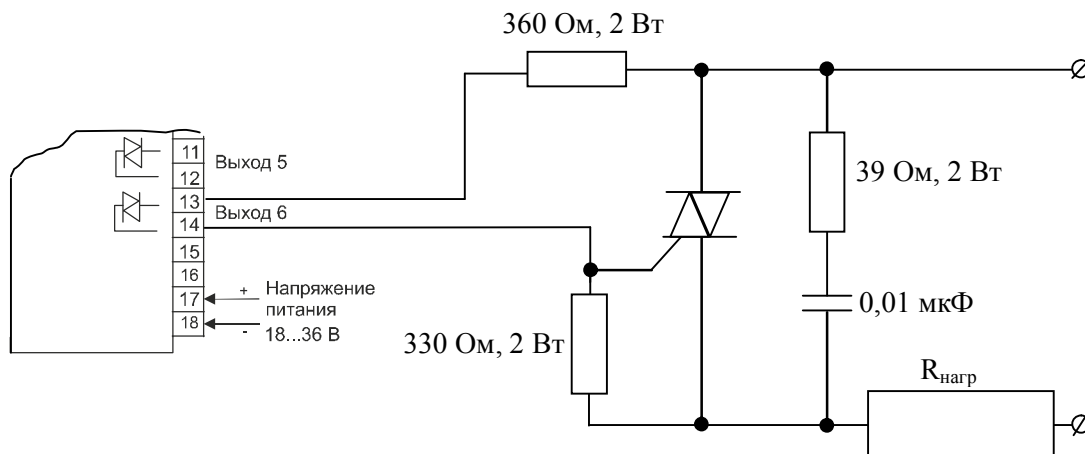 360 Ом, 2 Вт
11
Выход 5
12
13
Выход 6
14
15
16
17
+
Напряжение
питания
18
-
18...36 В
39 Ом, 2 Вт
0,01 мкФ
330 Ом, 2 Вт
Rнагр